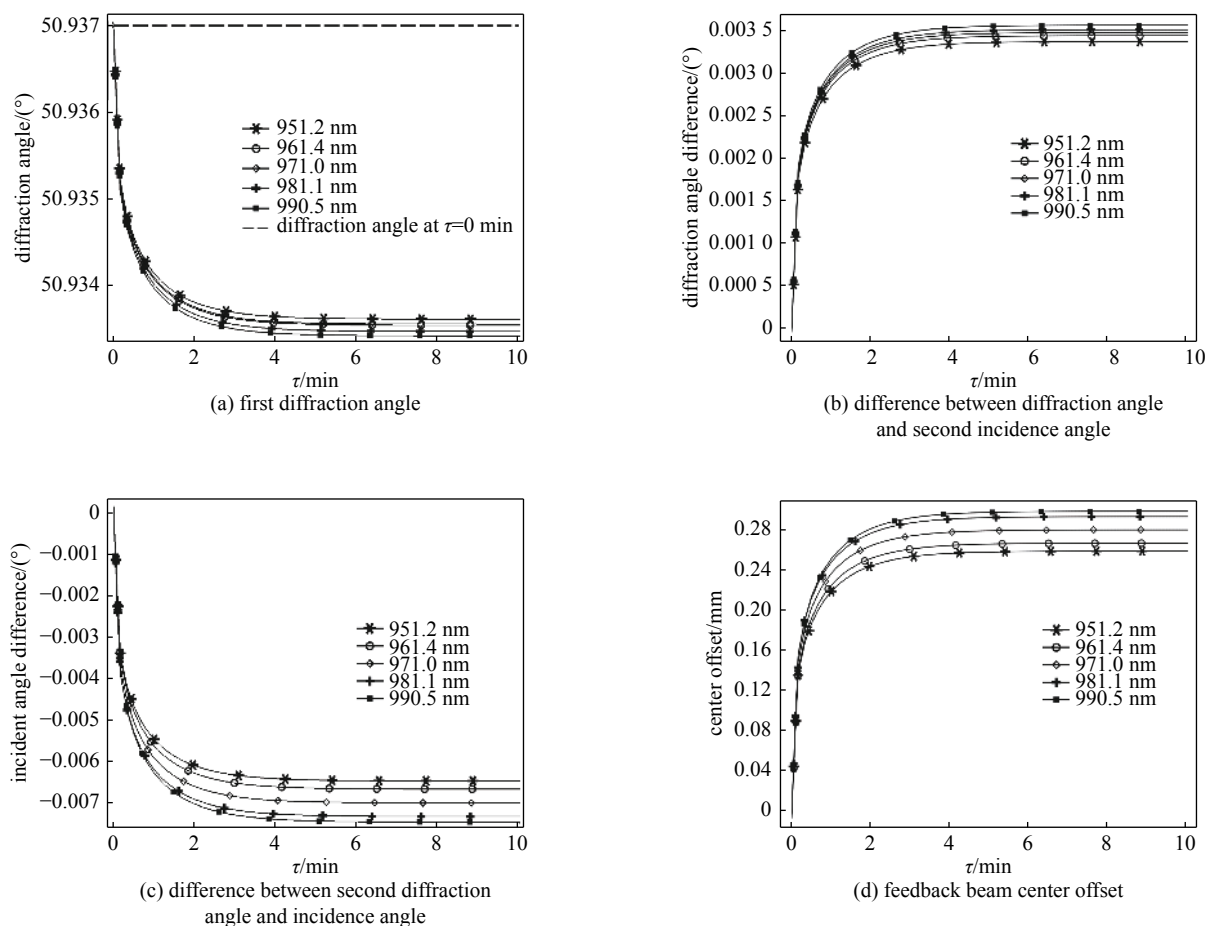 50.937
50.936
50.935
50.934
diffraction angle/(°)
951.2 nm
961.4 nm
971.0 nm
981.1 nm
990.5 nm
diffraction angle at τ=0 min
0 2 4 6 8 10
τ/min
(a) first diffraction angle
0.003 5
0.003 0
0.002 5
0.002 0
0.001 5
0.001 0
0.000 5
0
diffraction angle difference/(°)
951.2 nm
961.4 nm
971.0 nm
981.1 nm
990.5 nm
0 2 4 6 8 10
τ/min
(b) difference between diffraction angle
and second incidence angle
0
−0.001
−0.002
−0.003
−0.004
−0.005
−0.006
−0.007
incident angle difference/(°)
951.2 nm
961.4 nm
971.0 nm
981.1 nm
990.5 nm
0 2 4 6 8 10
τ/min
(c) difference between second diffraction
angle and incidence angle
0.28
0.24
0.20
0.16
0.12
0.08
0.04
0
center offset/mm
951.2 nm
961.4 nm
971.0 nm
981.1 nm
990.5 nm
0 2 4 6 8 10
τ/min
(d) feedback beam center offset